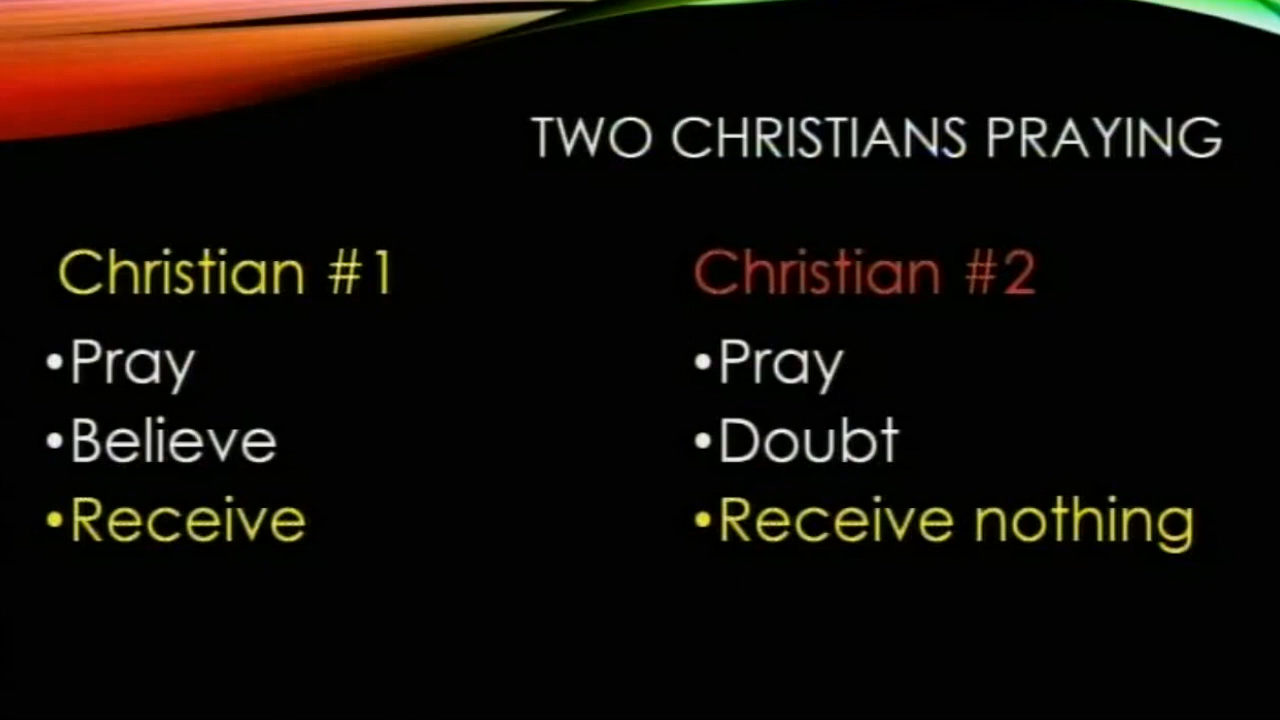 TWO CHRISTIANS PRAYING
Christian #1
•Pray
•Believe
•Receive
Christian #2
•Pray
•Doubt
•Receive nothing